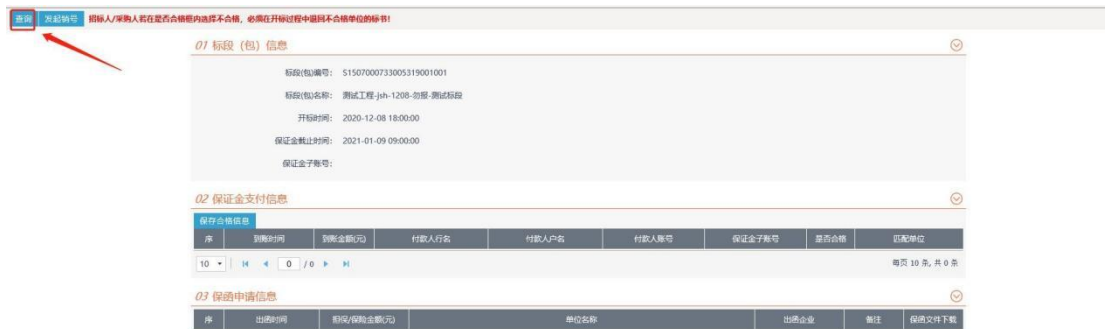 查询 发起销号 招标人/采购人若在是否合格框内选择不合格，必须在开标过程中退回不合格单位的标书!
01 标段（包）信息
标段(包)编号： S1507000733005319001001
标段(包)名称： 测试工程-jsh-1208-勿报-测试标段
开标时间： 2020-12-08 18:00:00
保证金截止时间： 2021-01-09 09:00:00
保证金子账号：
02 保证金支付信息
保存合格信息
序 到账时间 到账金额(元) 付款人行名 付款人户名 付款人账号 保证金子账号 是否合格 匹配单位
10 0 / 0 每页 10 条, 共 0 条
03 保函申请信息
序 出函时间 担保/保险金额(元) 单位名称 出函企业 备注 保函文件下载